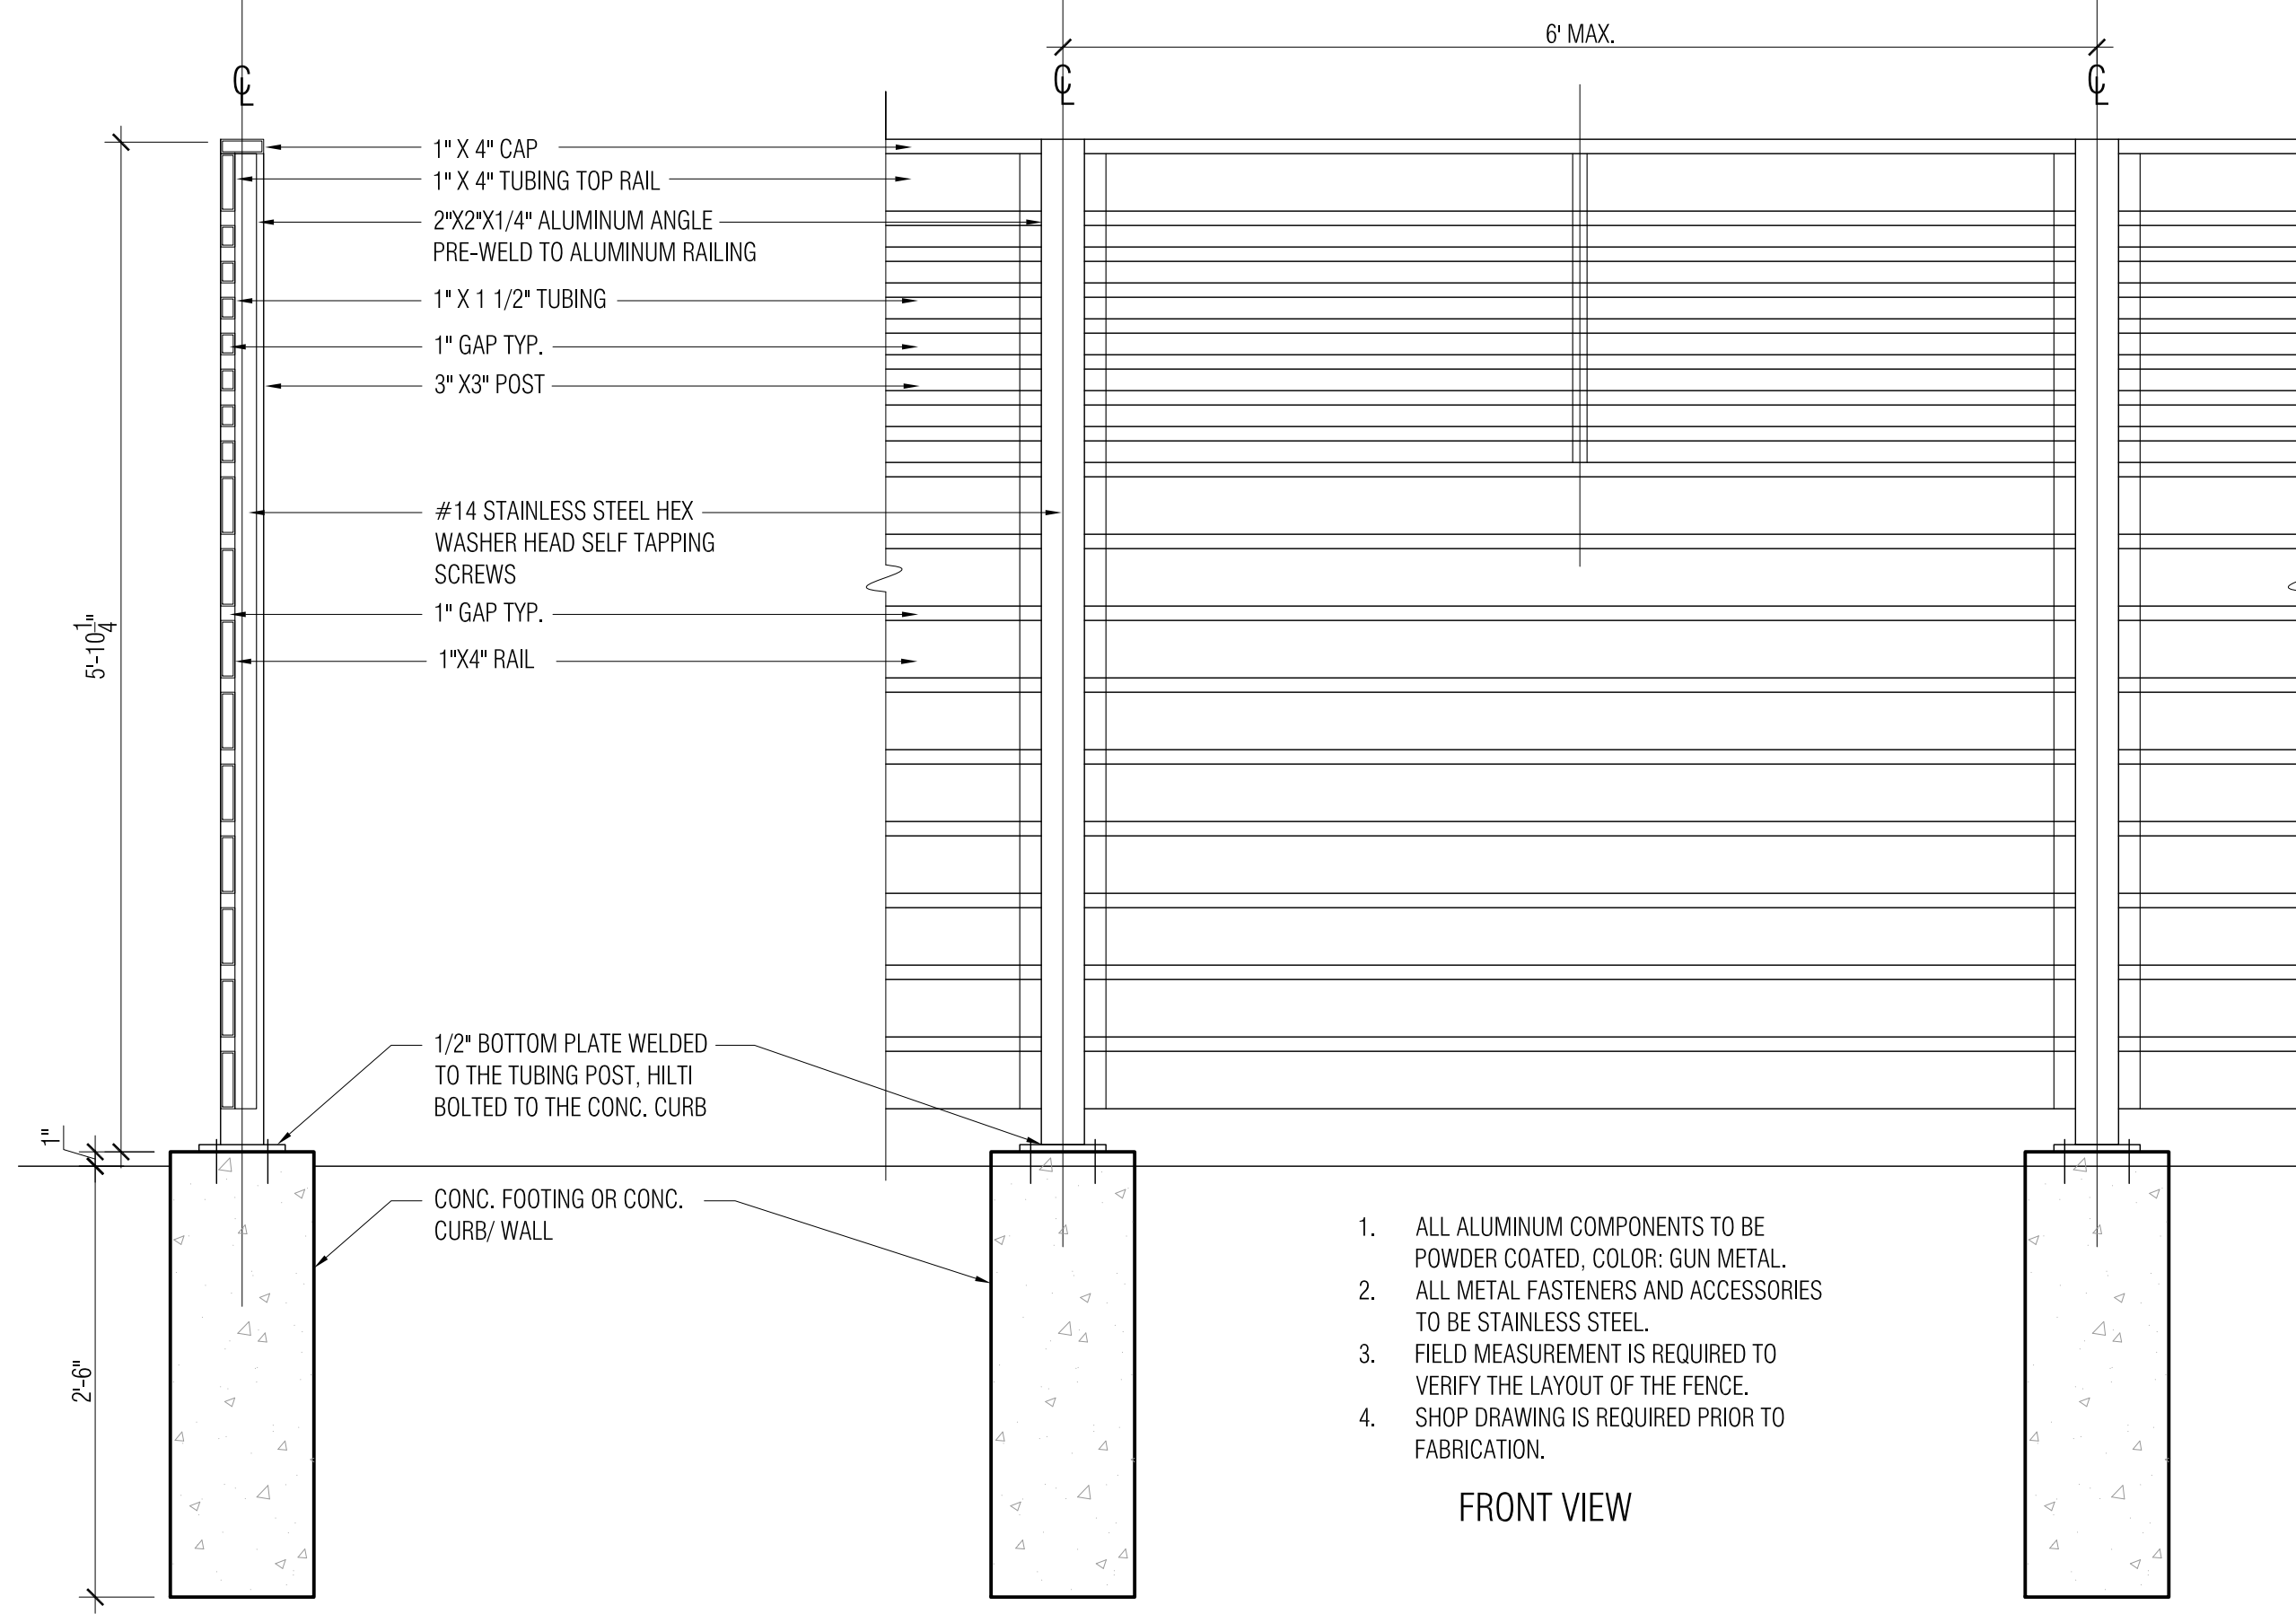 6' MAX.
℄
℄
℄
1" X 4" CAP
1" X 4" TUBING TOP RAIL
2"X2"X1/4" ALUMINUM ANGLE
PRE-WELD TO ALUMINUM RAILING
1" X 1 1/2" TUBING
1" GAP TYP.
3" X3" POST
#14 STAINLESS STEEL HEX
WASHER HEAD SELF TAPPING
SCREWS
1" GAP TYP.
1"X4" RAIL
5'-10 1/4"
1/2" BOTTOM PLATE WELDED
TO THE TUBING POST, HILTI
BOLTED TO THE CONC. CURB
1"
CONC. FOOTING OR CONC.
CURB/ WALL
2'-6"
1. ALL ALUMINUM COMPONENTS TO BE
POWDER COATED, COLOR: GUN METAL.
2. ALL METAL FASTENERS AND ACCESSORIES
TO BE STAINLESS STEEL.
3. FIELD MEASUREMENT IS REQUIRED TO
VERIFY THE LAYOUT OF THE FENCE.
4. SHOP DRAWING IS REQUIRED PRIOR TO
FABRICATION.
FRONT VIEW